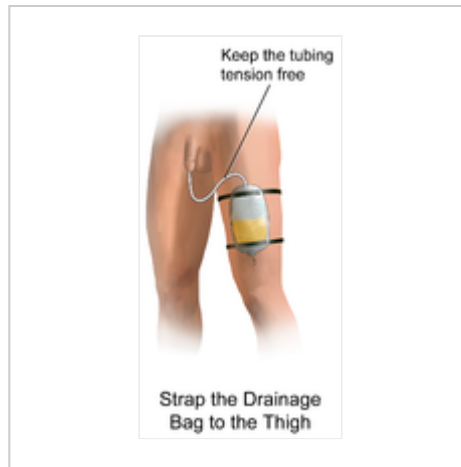 Keep the tubing
tension free
Strap the Drainage
Bag to the Thigh